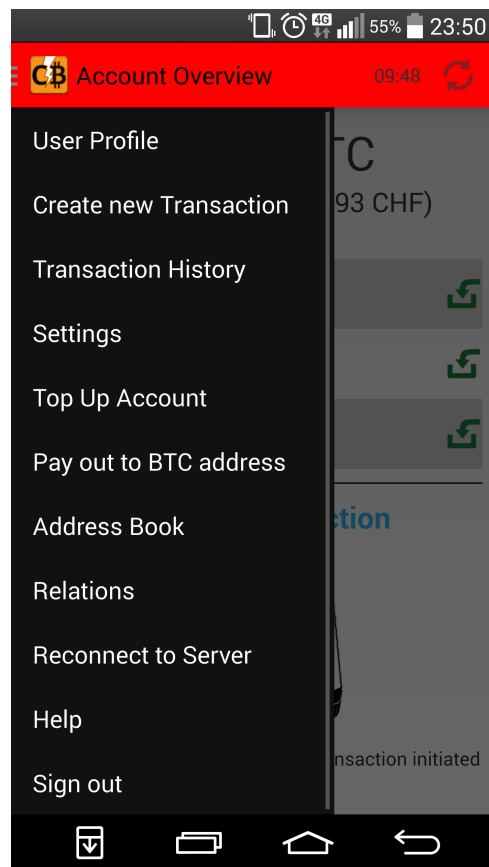 4G 55% 23:50
CB Account Overview 09:48
User Profile
TC
Create new Transaction
93 CHF)
Transaction History
Settings
Top Up Account
Pay out to BTC address
Address Book
ction
Relations
Reconnect to Server
Help
nsaction initiated
Sign out